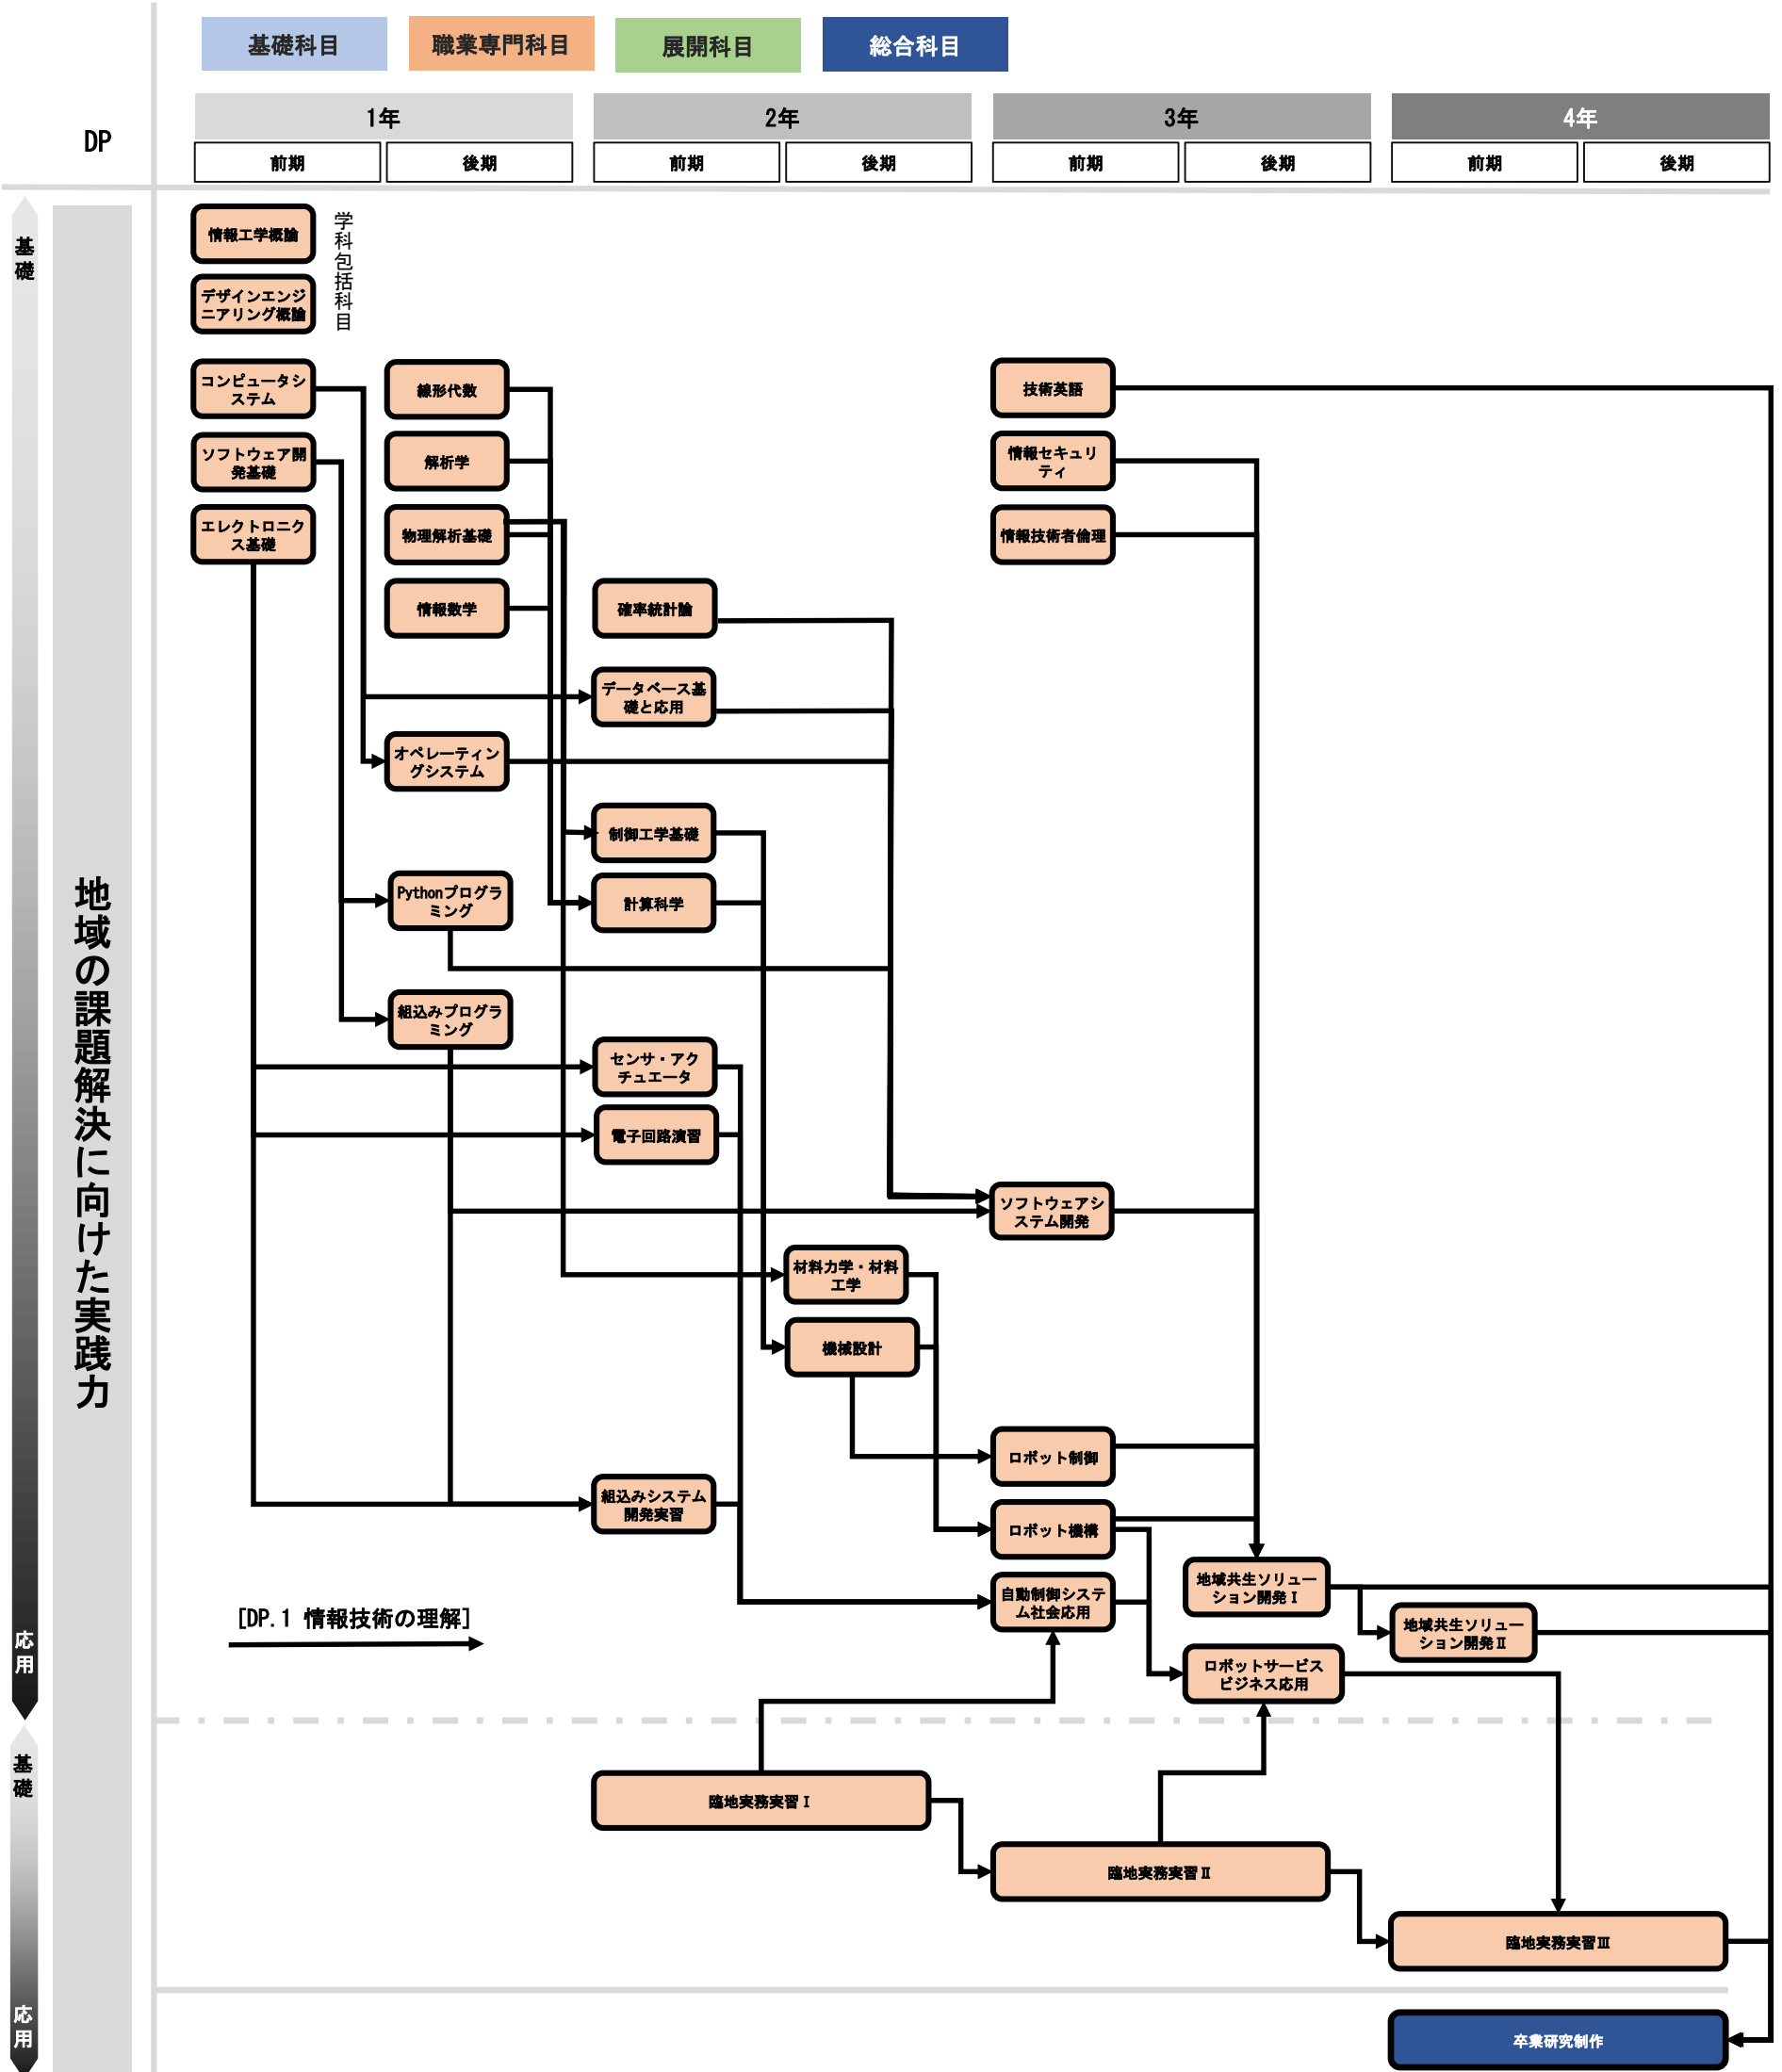 基礎科目
職業専門科目
展開科目
総合科目
DP
1年
2年
3年
4年
前期
後期
前期
後期
前期
後期
前期
後期
基礎
応用
基礎
応用
地域の課題解決に向けた実践力
情報工学概論
デザインエンジ
ニアリング概論
学科包括科目
コンピュータシ
ステム
線形代数
技術英語
ソフトウェア開
発基礎
解析学
情報セキュリ
ティ
エレクトロニク
ス基礎
物理解析基礎
情報技術者倫理
情報数学
確率統計論
データベース基
礎と応用
オペレーティン
グシステム
制御工学基礎
Pythonプログラ
ミング
計算科学
組込みプログラ
ミング
センサ・アク
チュエータ
電子回路演習
ソフトウェアシ
ステム開発
材料力学・材料
工学
機械設計
ロボット制御
組込みシステム
開発実習
ロボット機構
自動制御システ
ム社会応用
地域共生ソリュー
ション開発Ⅰ
地域共生ソリュー
ション開発Ⅱ
[DP.1 情報技術の理解]
ロボットサービス
ビジネス応用
臨地実務実習Ⅰ
臨地実務実習Ⅱ
臨地実務実習Ⅲ
卒業研究制作